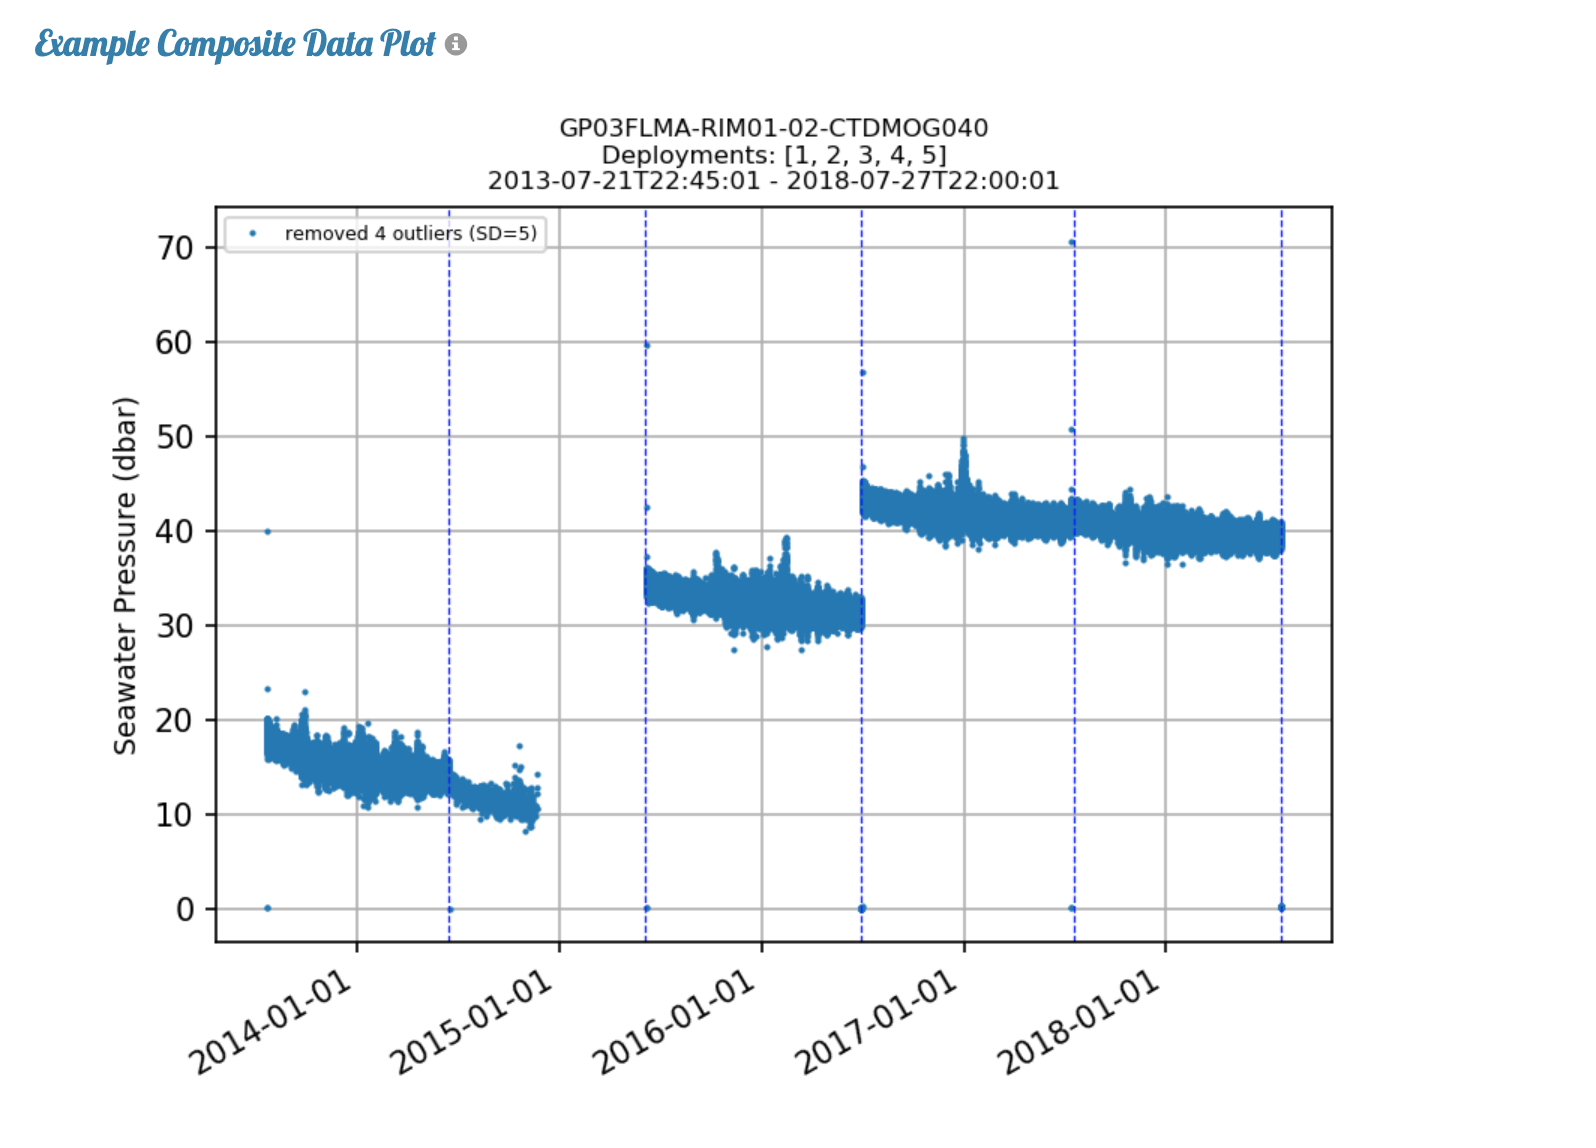 Example Composite Data Plot
GP03FLMA-RIM01-02-CTDMOG040
Deployments: [1, 2, 3, 4, 5]
2013-07-21T22:45:01 - 2018-07-27T22:00:01
removed 4 outliers (SD=5)
Seawater Pressure (dbar)
70
60
50
40
30
20
10
0
2014-01-01
2015-01-01
2016-01-01
2017-01-01
2018-01-01